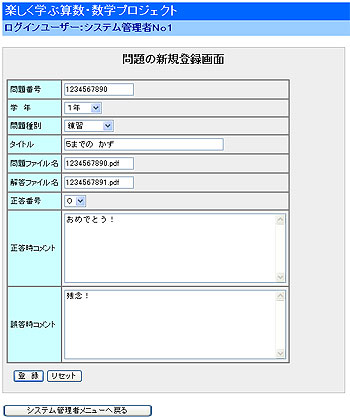 楽しく学ぶ算数・数学プロジェクト
ログインユーザー:システム管理者No1
問題の新規登録画面
問題番号 1234567890
学 年 1年
問題種別 練習
タイトル 5までの かず
問題ファイル名 1234567890.pdf
解答ファイル名 1234567891.pdf
正答番号 0
正答時コメント おめでとう!
誤答時コメント 残念!
登 録 リセット
システム管理者メニューへ戻る